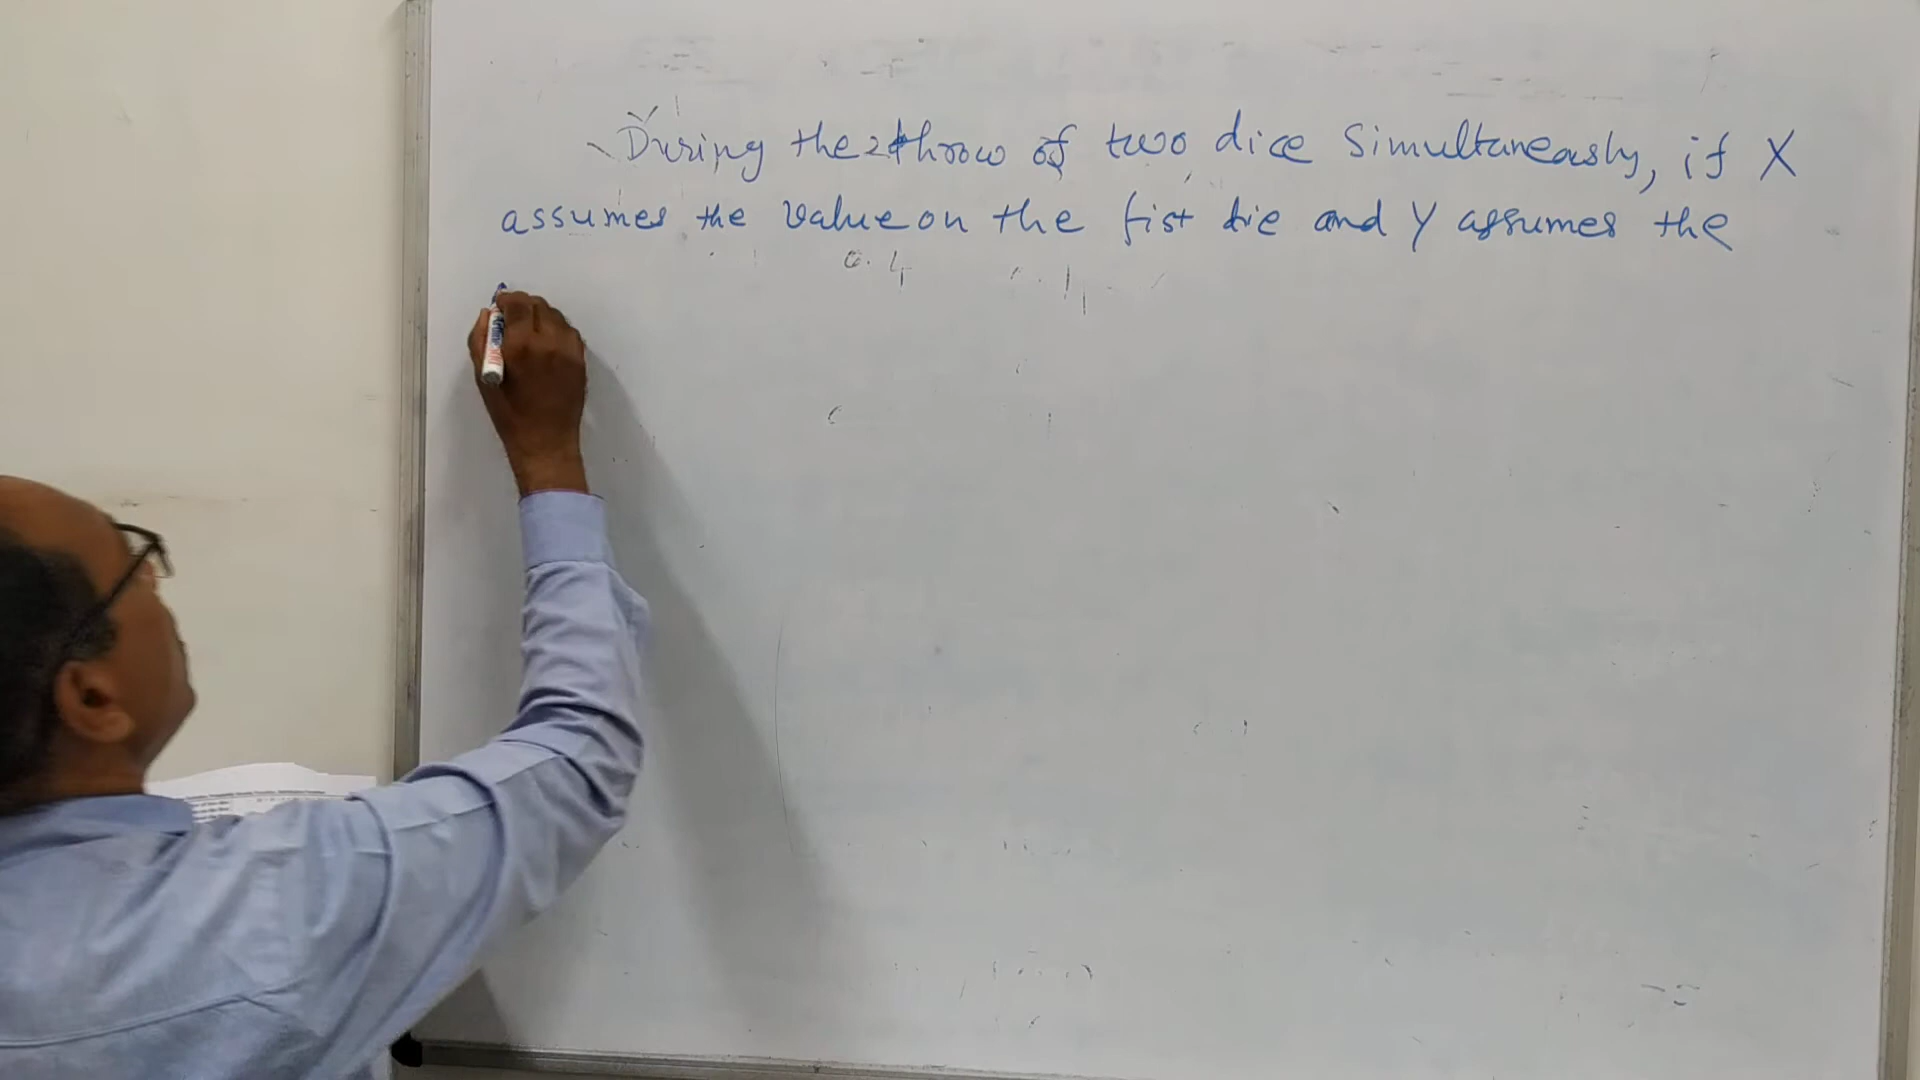 During the throw of two dice Simultaneously, if X
assumes the value on the fist die and Y assumes the